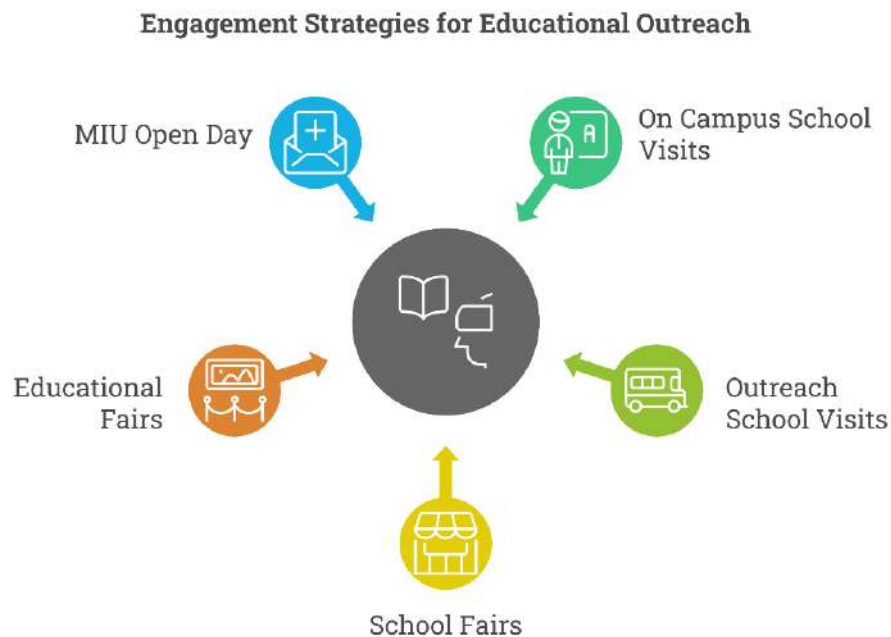 Engagement Strategies for Educational Outreach
MIU Open Day
On Campus School
Visits
A
Educational
Fairs
Outreach
School Visits
School Fairs